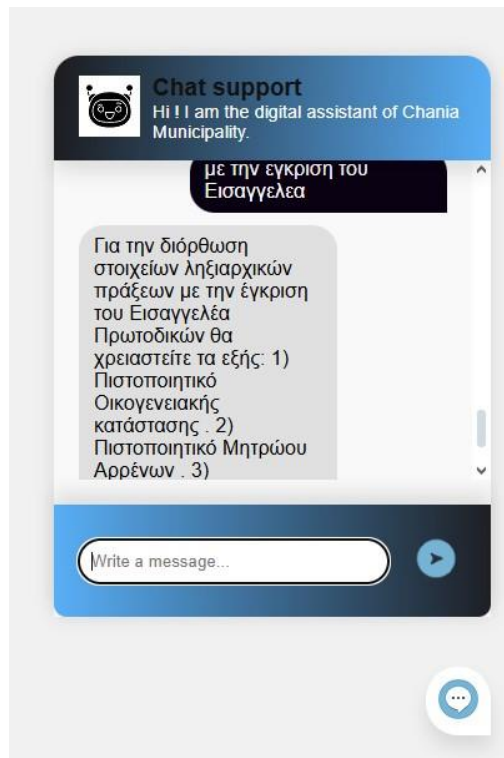 Chat support
Hi ! I am the digital assistant of Chania
Municipality.
με την έγκριση του
Εισαγγελεα
Για την διόρθωση
στοιχείων ληξιαρχικών
πράξεων με την έγκριση
του Εισαγγελέα
Πρωτοδικών θα
χρειαστείτε τα εξής: 1)
Πιστοποιητικό
Οικογενειακής
κατάστασης . 2)
Πιστοποιητικό Μητρώου
Αρρένων . 3)
Write a message...